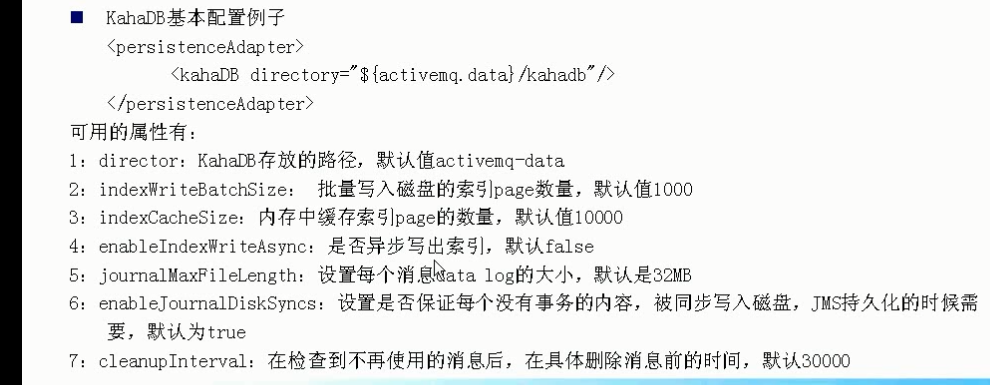 ■ KahaDB基本配置例子
<persistenceAdapter>
<kahaDB directory="${activemq.data}/kahadb"/>
</persistenceAdapter>
可用的属性有:
1: director: KahaDB存放的路径，默认值activemq-data
2: indexWriteBatchSize: 批量写入磁盘的索引page数量，默认值1000
3: indexCacheSize: 内存中缓存索引page的数量，默认值10000
4: enableIndexWriteAsync: 是否异步写出索引，默认false
5: journalMaxFileLength: 设置每个消息data log的大小，默认是32MB
6: enableJournalDiskSyncs: 设置是否保证每个没有事务的内容，被同步写入磁盘，JMS持久化的时候需
要，默认为true
7: cleanupInterval: 在检查到不再使用的消息后，在具体删除消息前的时间，默认30000